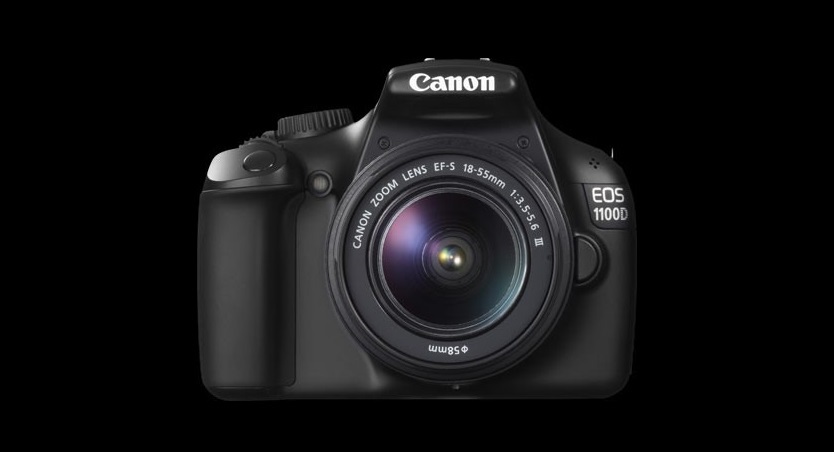 Canon
CANON ZOOM LENS EF-S 18-55mm 1:3.5-5.6 III
EOS
1100D
φ58mm